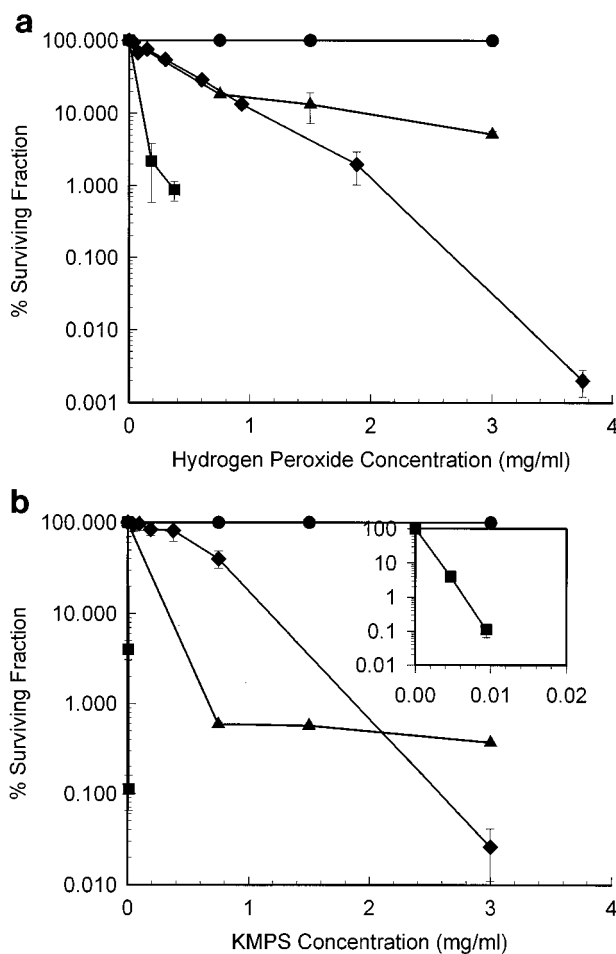 a
100.000
10.000
1.000
0.100
0.010
0.001
% Surviving Fraction
0 1 2 3 4
Hydrogen Peroxide Concentration (mg/ml)
b
100.000
10.000
1.000
0.100
0.010
% Surviving Fraction
100
10
1
0.1
0.01
0.00 0.01 0.02
0 1 2 3 4
KMPS Concentration (mg/ml)